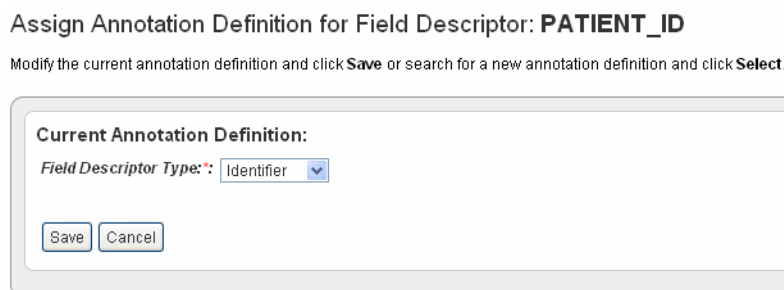 Assign Annotation Definition for Field Descriptor: PATIENT_ID
Modify the current annotation definition and click Save or search for a new annotation definition and click Select
Current Annotation Definition:
Field Descriptor Type:*: Identifier
Save Cancel